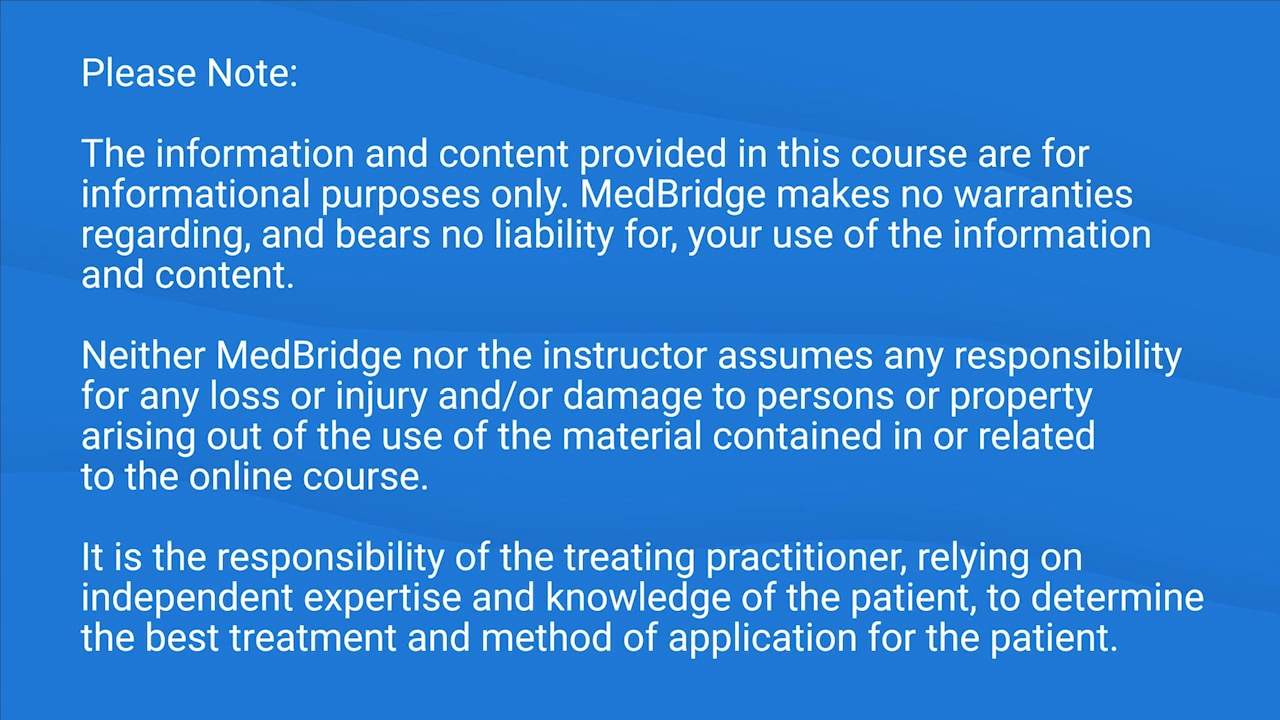 Please Note:
The information and content provided in this course are for
informational purposes only. MedBridge makes no warranties
regarding, and bears no liability for, your use of the information
and content.
Neither MedBridge nor the instructor assumes any responsibility
for any loss or injury and/or damage to persons or property
arising out of the use of the material contained in or related
to the online course.
It is the responsibility of the treating practitioner, relying on
independent expertise and knowledge of the patient, to determine
the best treatment and method of application for the patient.